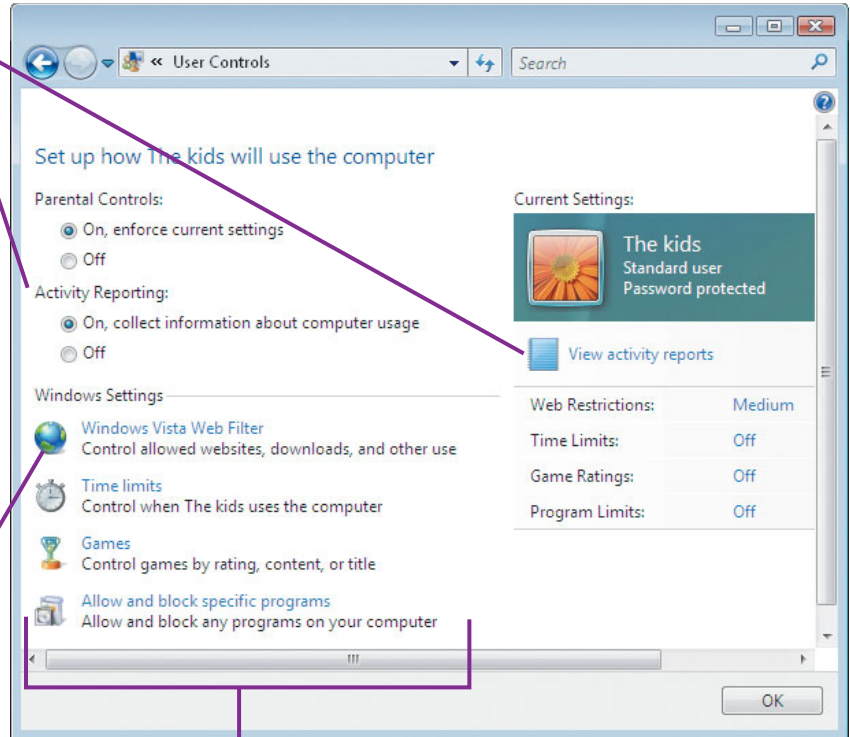 « User Controls
Search
Set up how The kids will use the computer
Parental Controls:
On, enforce current settings
Off
Activity Reporting:
On, collect information about computer usage
Off
Windows Settings
Windows Vista Web Filter
Control allowed websites, downloads, and other use
Time limits
Control when The kids uses the computer
Games
Control games by rating, content, or title
Allow and block specific programs
Allow and block any programs on your computer
Current Settings:
The kids
Standard user
Password protected
View activity reports
Web Restrictions: Medium
Time Limits: Off
Game Ratings: Off
Program Limits: Off
OK